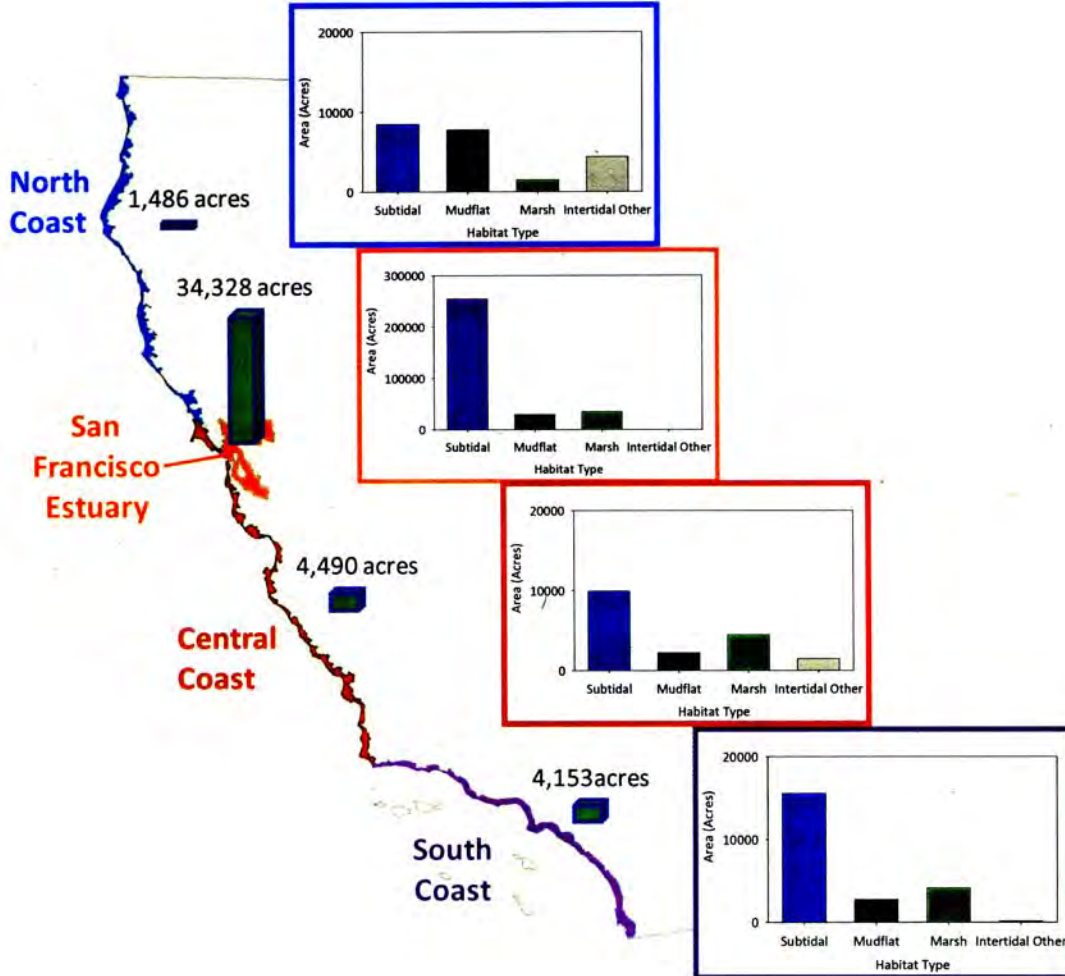 North
Coast
1,486 acres
34,328 acres
San
Francisco
Estuary
4,490 acres
Central
Coast
4,153acres
South
Coast
20000
10000
0
Area (Acres)
Subtidal Mudflat Marsh Intertidal Other
Habitat Type
300000
200000
100000
0
Area (Acres)
Subtidal Mudflat Marsh Intertidal Other
Habitat Type
20000
10000
0
Area (Acres)
Subtidal Mudflat Marsh Intertidal Other
Habitat Type
20000
10000
0
Area (Acres)
Subtidal Mudflat Marsh Intertidal Other
Habitat Type